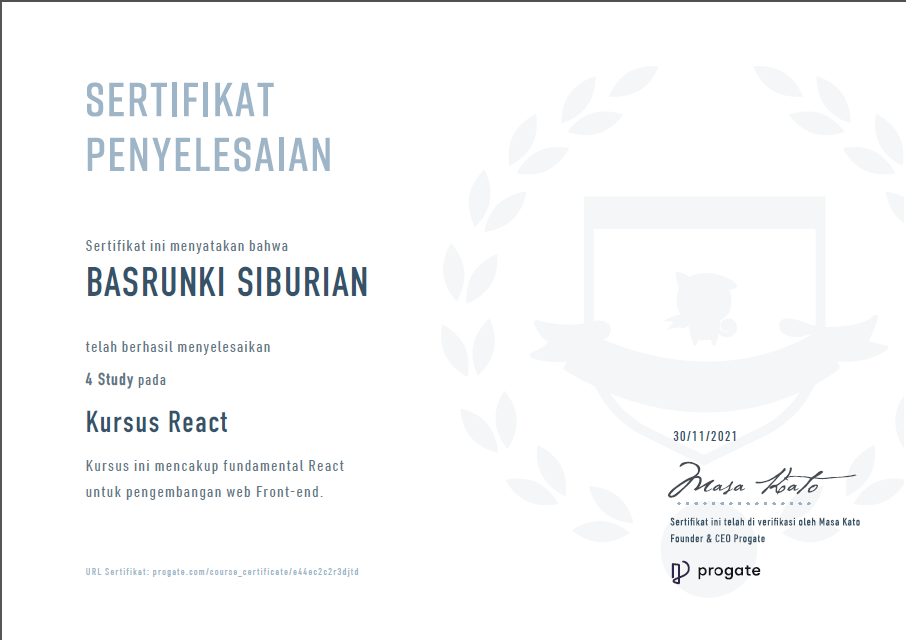 SERTIFIKAT
PENYELESAIAN
Sertifikat ini menyatakan bahwa
BASRUNKI SIBURIAN
telah berhasil menyelesaikan
4 Study pada
Kursus React
Kursus ini mencakup fundamental React
untuk pengembangan web Front-end.
30/11/2021
Masa Kato
Sertifikat ini telah di verifikasi oleh Masa Kato
Founder & CEO Progate
progate
URL Sertifikat: progate.com/course_certificate/e44ec2c2r3djtd